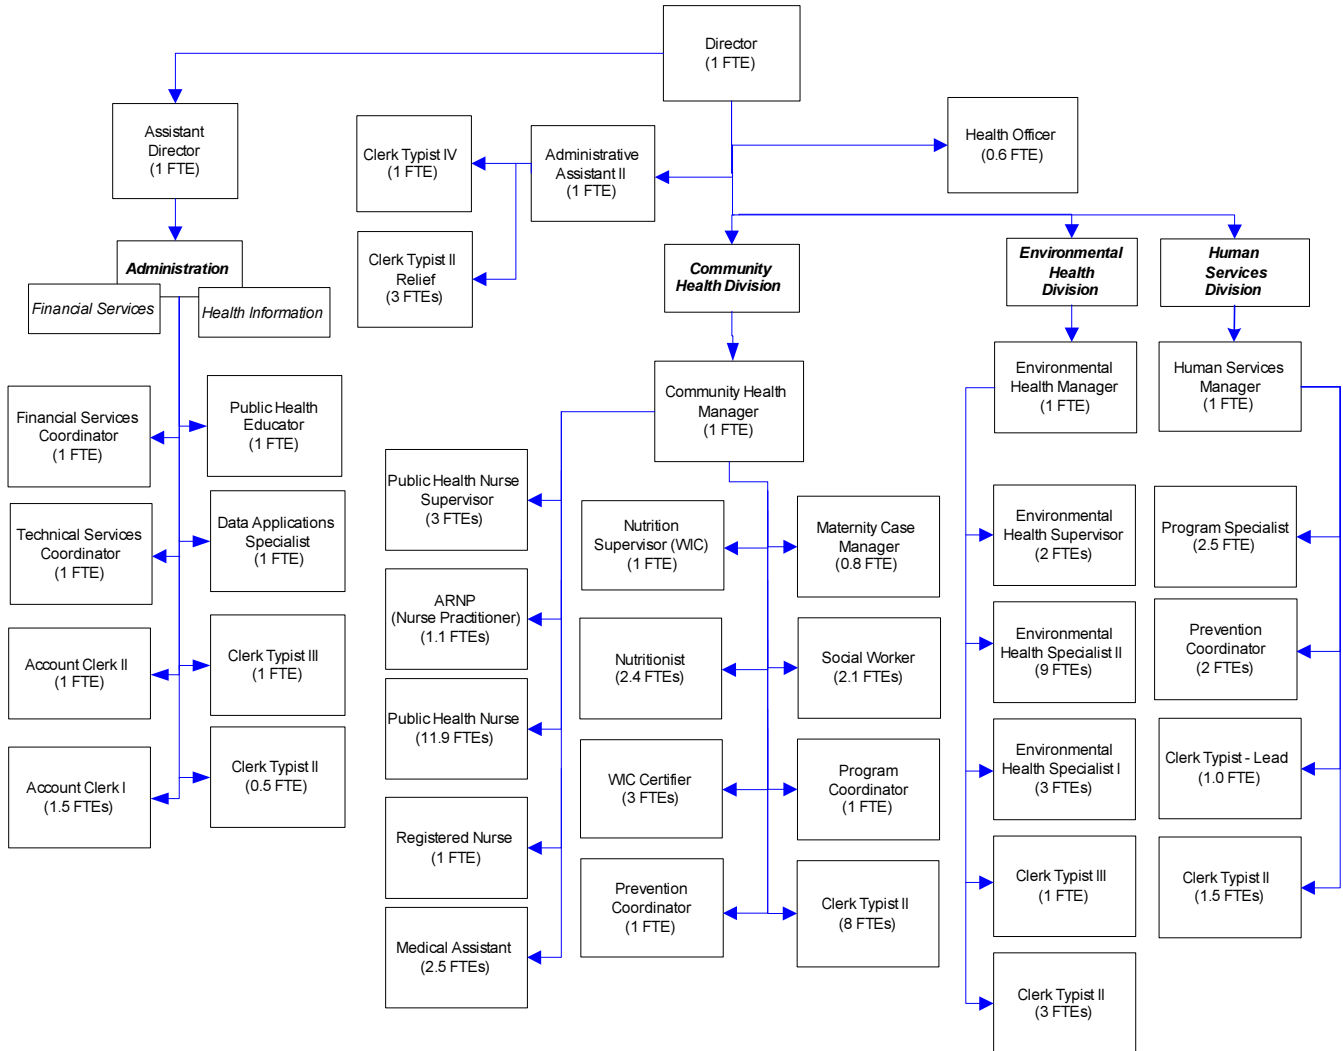 Director
(1 FTE)
Assistant
Director
(1 FTE)
Clerk Typist IV
(1 FTE)
Administrative
Assistant II
(1 FTE)
Health Officer
(0.6 FTE)
Clerk Typist II
Relief
(3 FTEs)
Administration
Financial Services
Health Information
Community
Health Division
Environmental
Health
Division
Human
Services
Division
Financial Services
Coordinator
(1 FTE)
Public Health
Educator
(1 FTE)
Technical Services
Coordinator
(1 FTE)
Data Applications
Specialist
(1 FTE)
Account Clerk II
(1 FTE)
Clerk Typist III
(1 FTE)
Account Clerk I
(1.5 FTEs)
Clerk Typist II
(0.5 FTE)
Community Health
Manager
(1 FTE)
Public Health Nurse
Supervisor
(3 FTEs)
ARNP
(Nurse Practitioner)
(1.1 FTEs)
Public Health Nurse
(11.9 FTEs)
Registered Nurse
(1 FTE)
Medical Assistant
(2.5 FTEs)
Nutrition
Supervisor (WIC)
(1 FTE)
Maternity Case
Manager
(0.8 FTE)
Nutritionist
(2.4 FTEs)
Social Worker
(2.1 FTEs)
WIC Certifier
(3 FTEs)
Program
Coordinator
(1 FTE)
Prevention
Coordinator
(1 FTE)
Clerk Typist II
(8 FTEs)
Environmental
Health Manager
(1 FTE)
Environmental
Health Supervisor
(2 FTEs)
Environmental
Health Specialist II
(9 FTEs)
Environmental
Health Specialist I
(3 FTEs)
Clerk Typist III
(1 FTE)
Clerk Typist II
(3 FTEs)
Human Services
Manager
(1 FTE)
Program Specialist
(2.5 FTE)
Prevention
Coordinator
(2 FTEs)
Clerk Typist - Lead
(1.0 FTE)
Clerk Typist II
(1.5 FTEs)